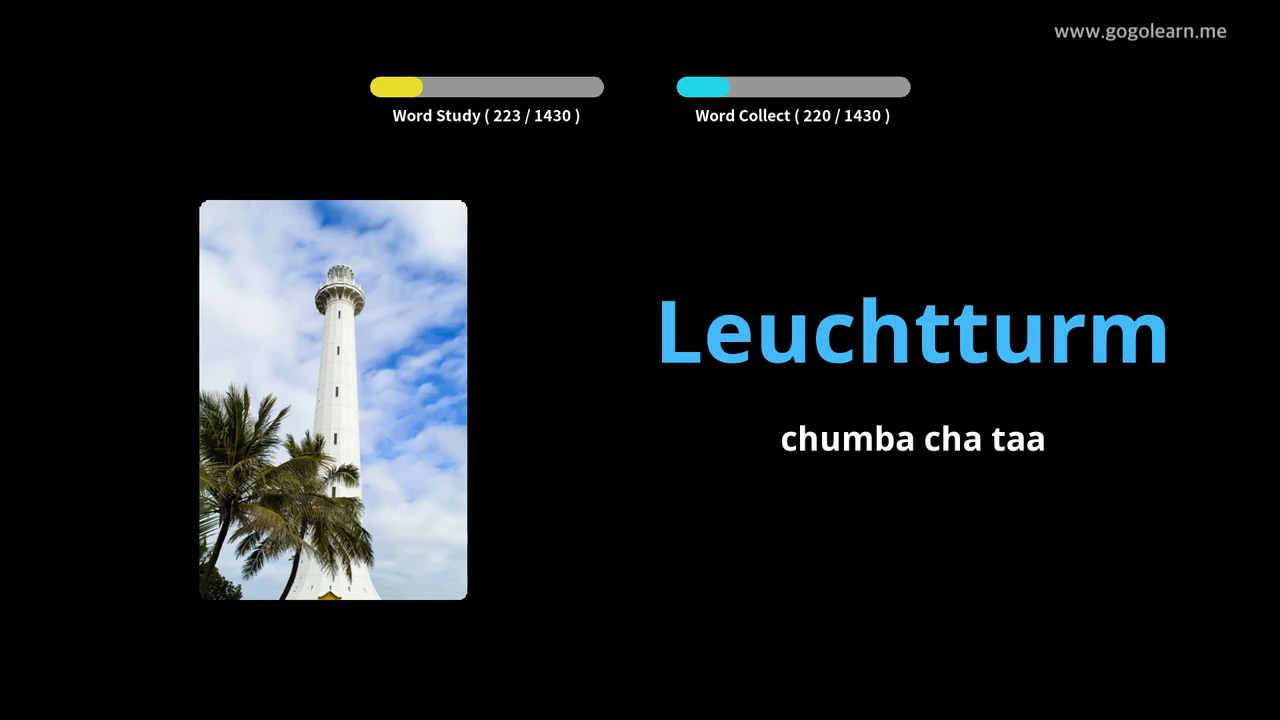 www.gogolearn.me
Word Study ( 223 / 1430 )
Word Collect ( 220 / 1430 )
Leuchtturm
chumba cha taa